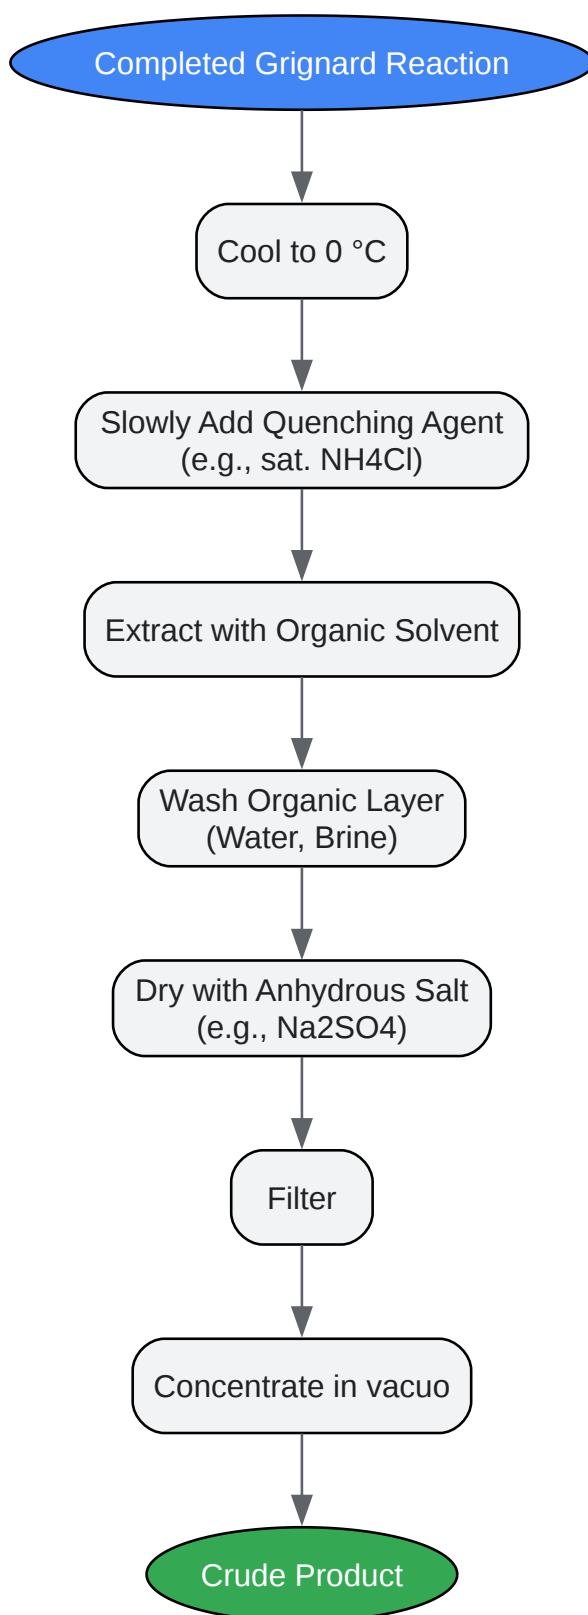 Completed Grignard Reaction
Cool to 0 °C
Slowly Add Quenching Agent
(e.g., sat. NH4Cl)
Extract with Organic Solvent
Wash Organic Layer
(Water, Brine)
Dry with Anhydrous Salt
(e.g., Na2SO4)
Filter
Concentrate in vacuo
Crude Product